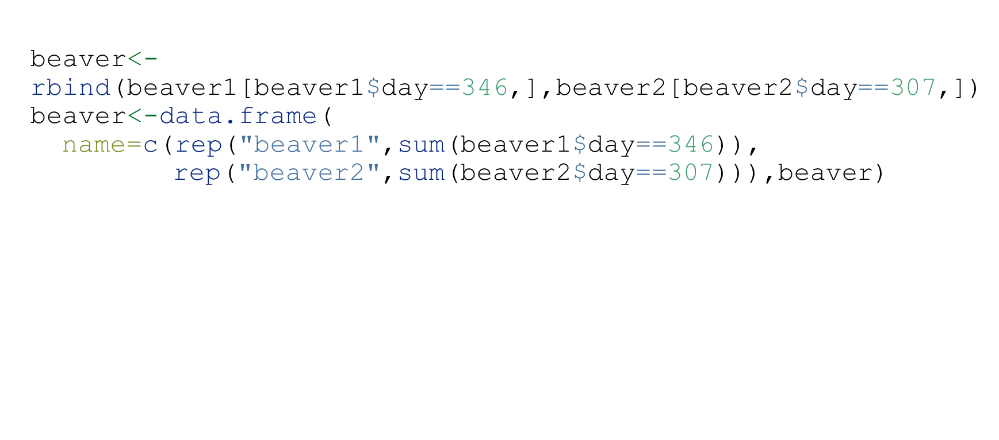 beaver<-
rbind(beaver1[beaver1$day==346,],beaver2[beaver2$day==307,])
beaver<-data.frame(
  name=c(rep("beaver1",sum(beaver1$day==346)),
         rep("beaver2",sum(beaver2$day==307))),beaver)